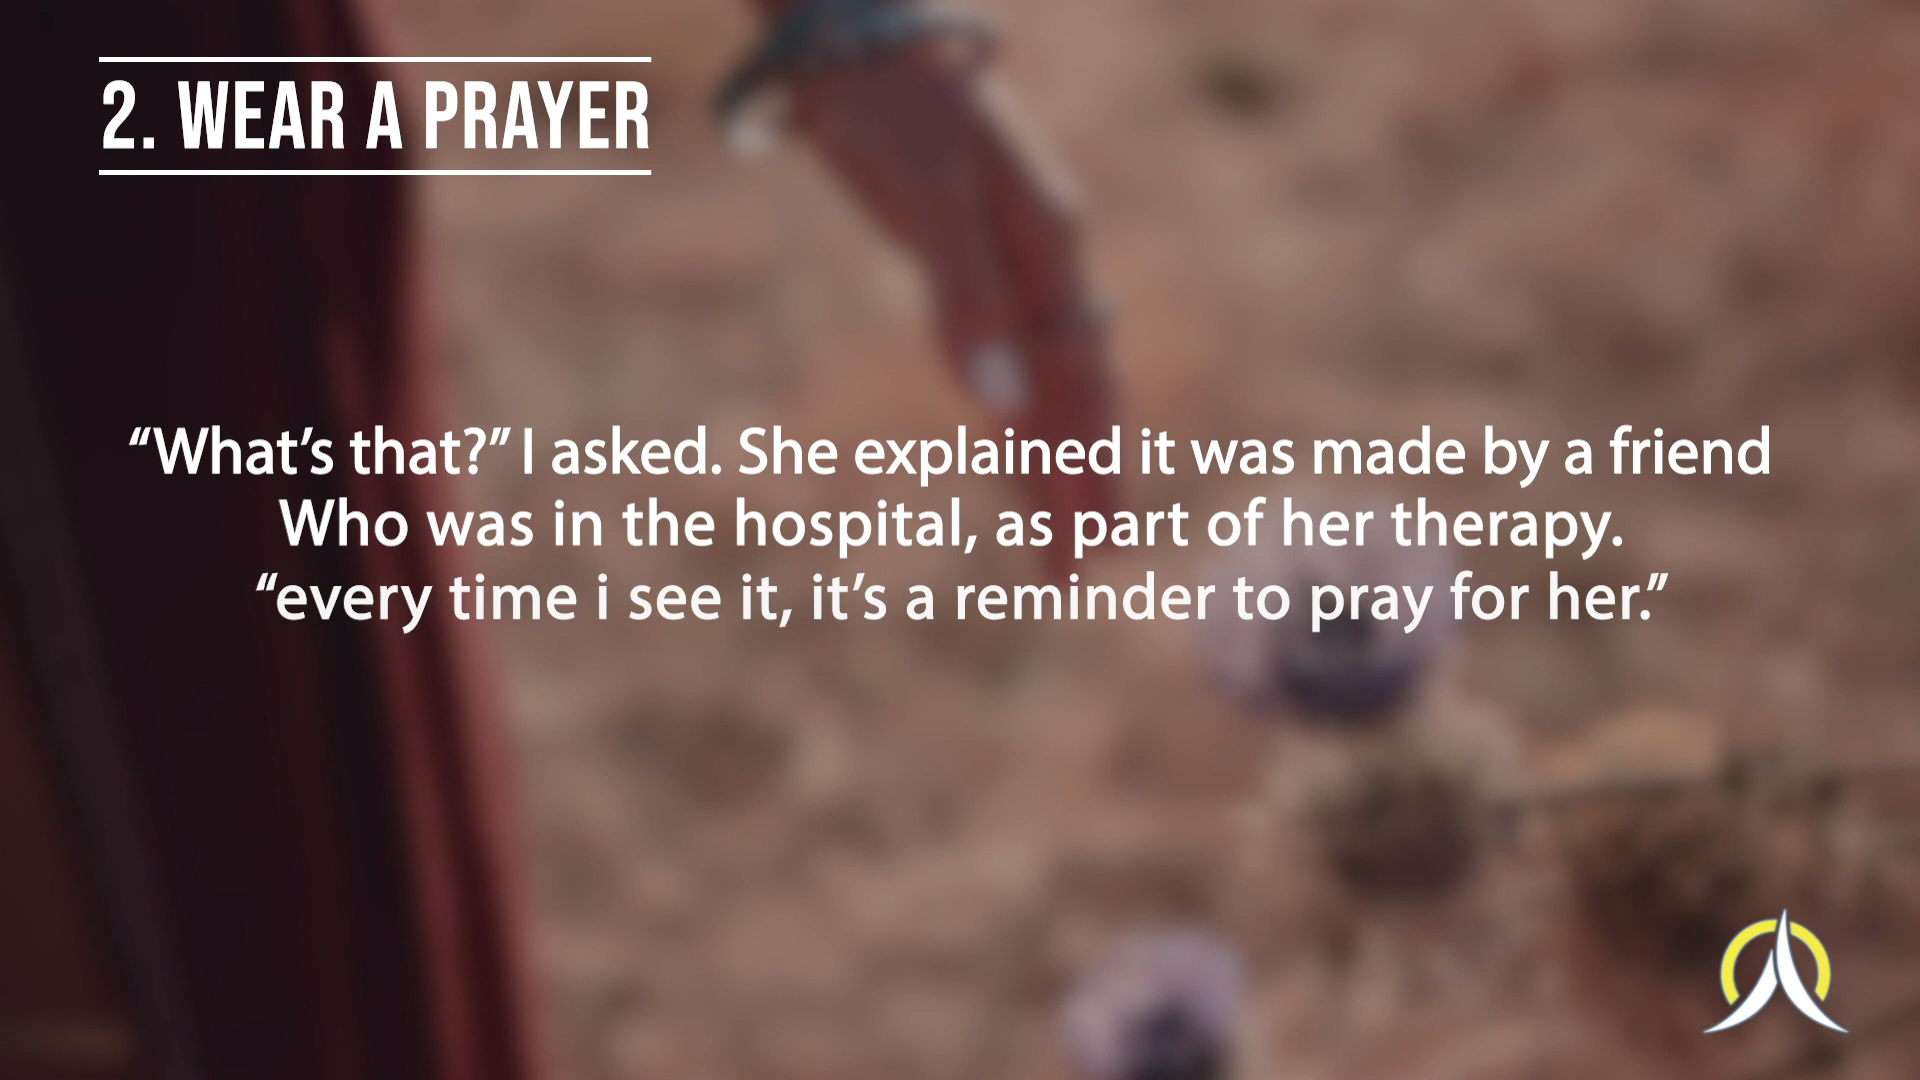 2. WEAR A PRAYER
“What’s that?” I asked. She explained it was made by a friend
Who was in the hospital, as part of her therapy.
“every time i see it, it’s a reminder to pray for her.”